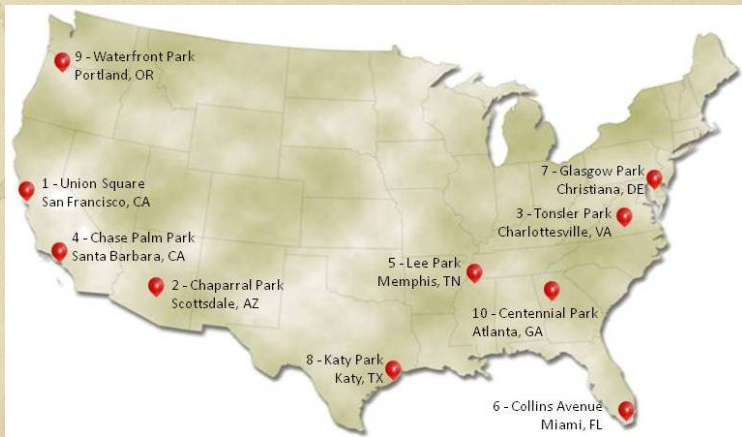 9 - Waterfront Park
Portland, OR
1 - Union Square
San Francisco, CA
7 - Glasgow Park
Christiana, DE
3 - Tonsler Park
Charlottesville, VA
4 - Chase Palm Park
Santa Barbara, CA
5 - Lee Park
Memphis, TN
2 - Chaparral Park
Scottsdale, AZ
10 - Centennial Park
Atlanta, GA
8 - Katy Park
Katy, TX
6 - Collins Avenue
Miami, FL